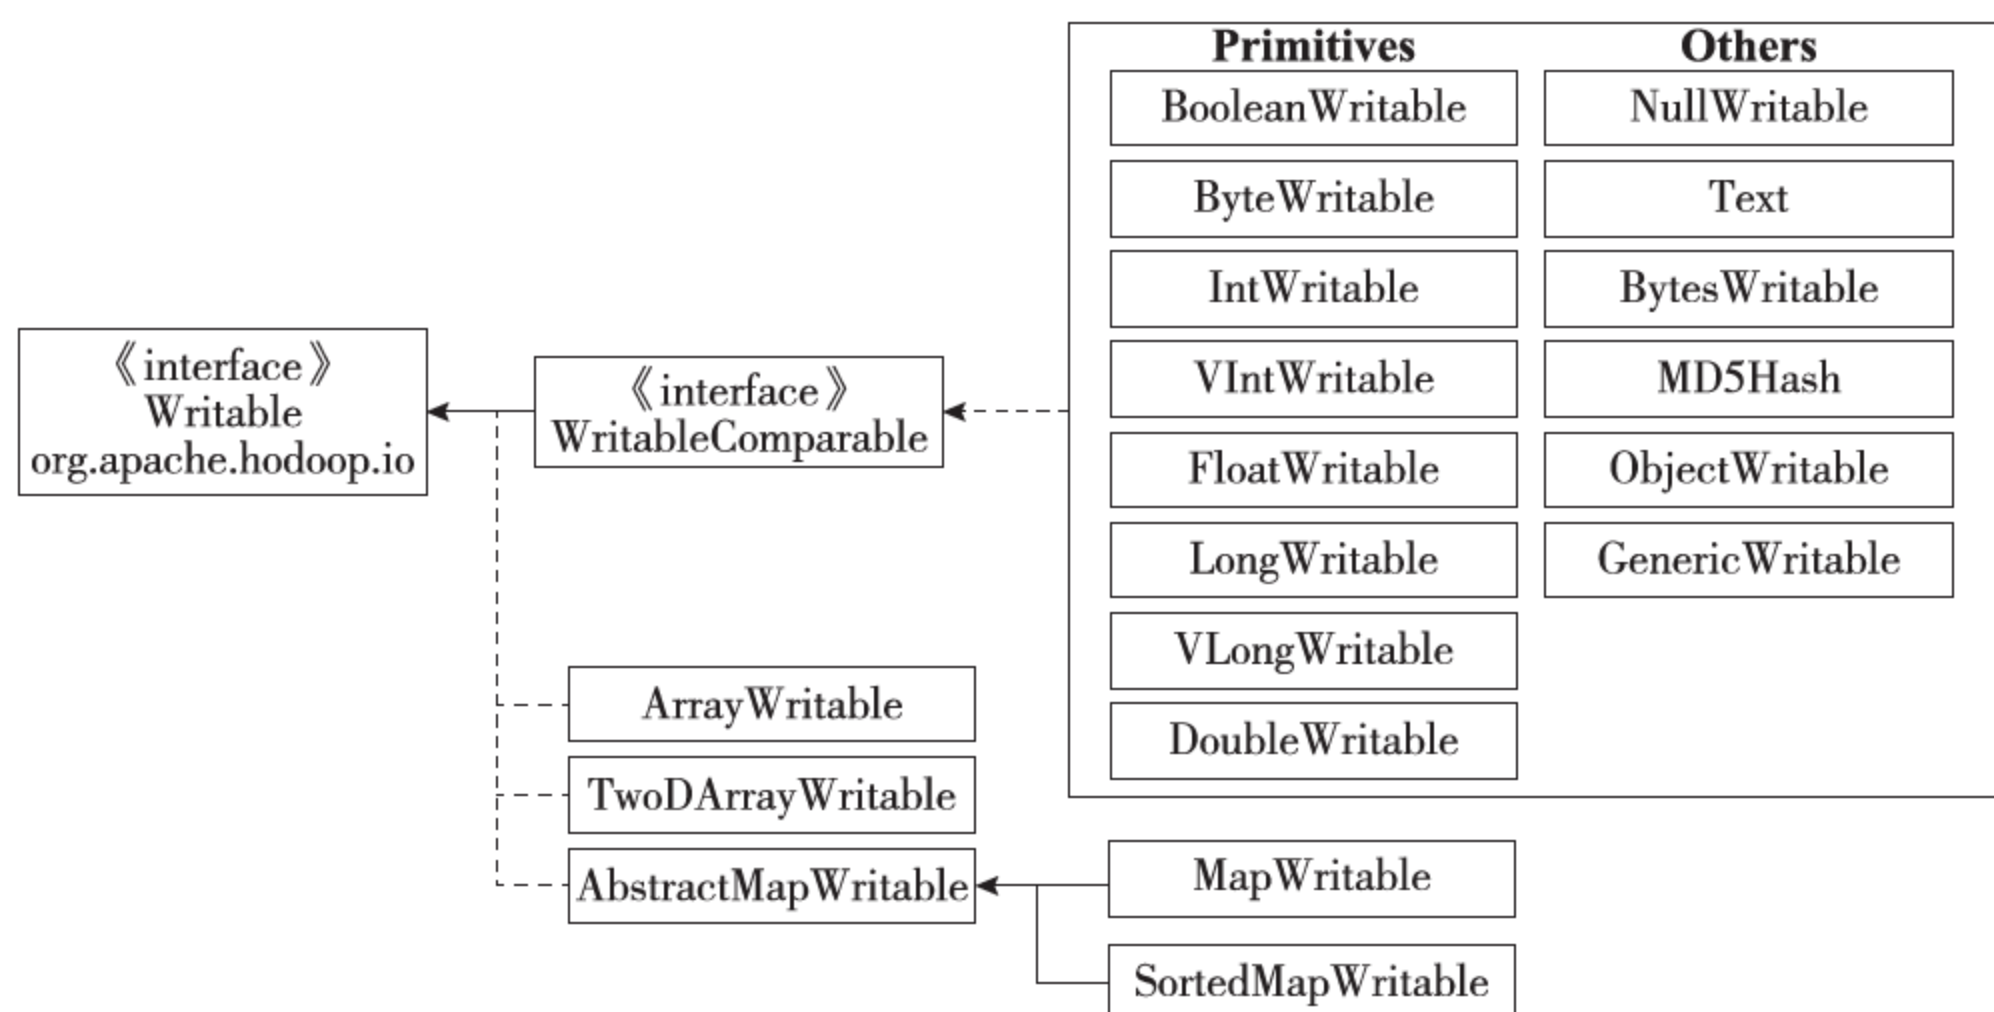 Primitives
Others
BooleanWritable
NullWritable
ByteWritable
Text
IntWritable
BytesWritable
《interface》
Writable
org.apache.hodoop.io
《interface》
WritableComparable
VIntWritable
MD5Hash
FloatWritable
ObjectWritable
LongWritable
GenericWritable
VLongWritable
DoubleWritable
ArrayWritable
TwoDArrayWritable
AbstractMapWritable
MapWritable
SortedMapWritable